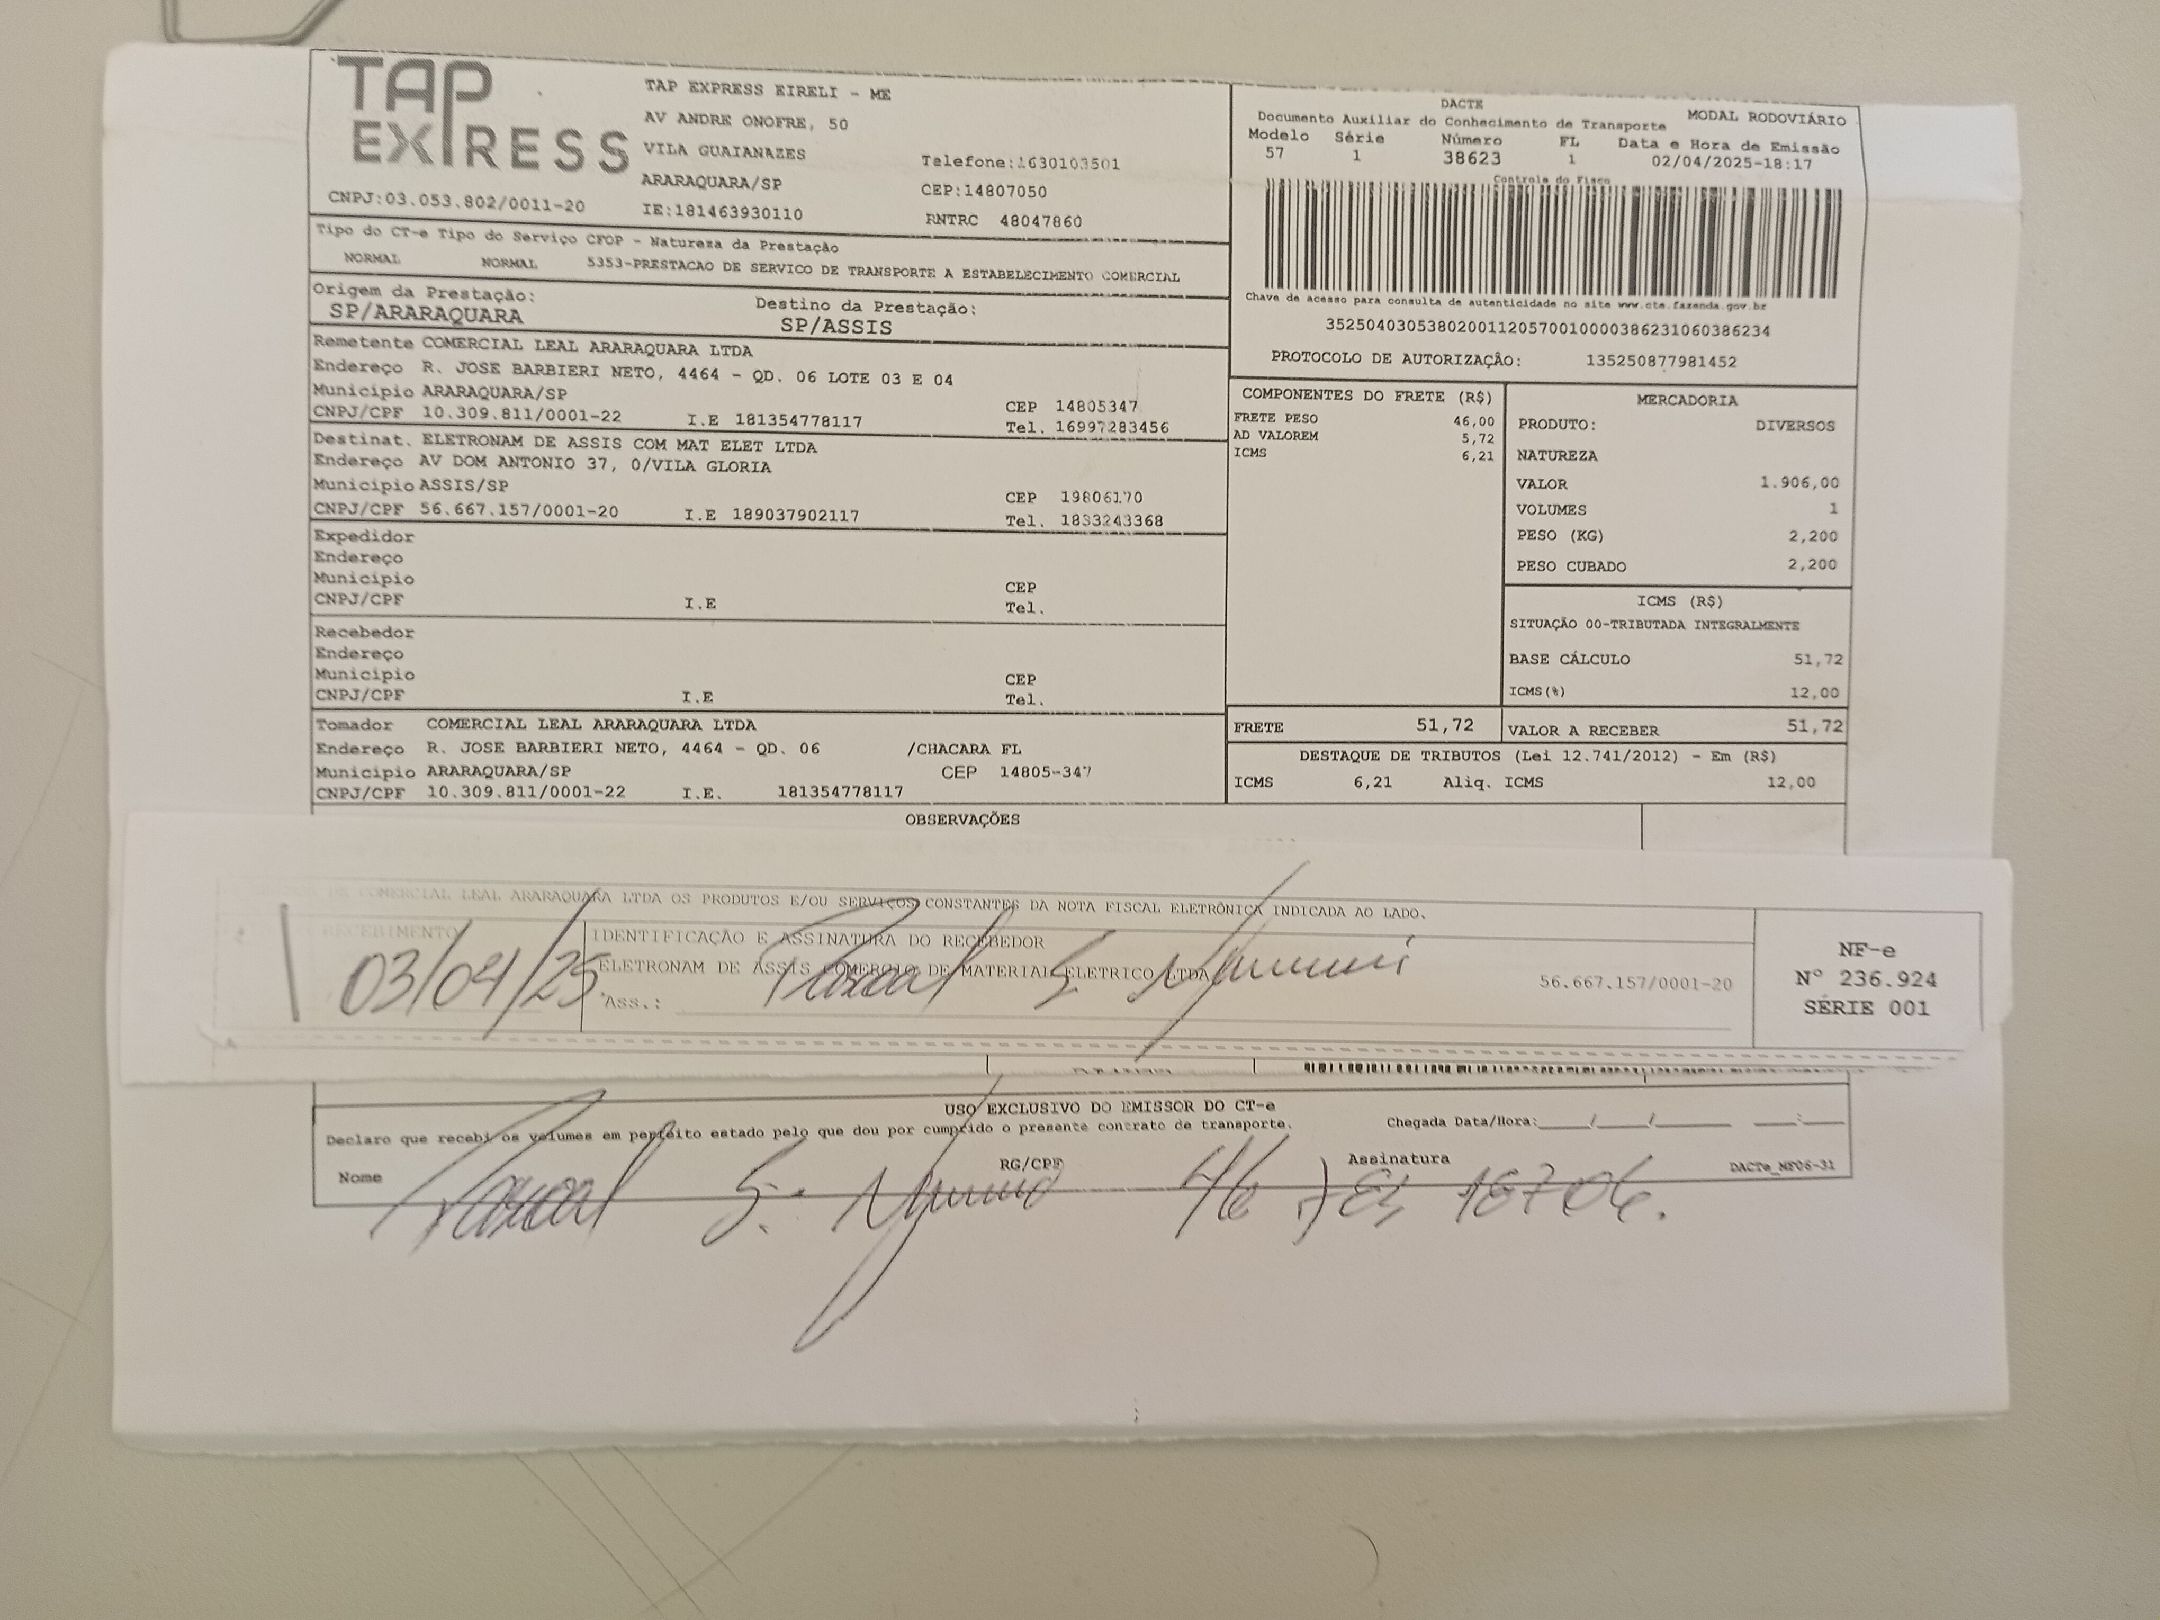 TAP EXPRESS
TAP EXPRESS EIRELI - ME
AV ANDRE ONOFRE, 50
VILA GUAIANAZES
Telefone:1630103501
ARARAQUARA/SP
CEP:14807050
CNPJ:03.053.802/0011-20
IE:181463930110
RNTRC 48047860
DACTE
Documento Auxiliar do Conhecimento de Transporte
MODAL RODOVIÁRIO
Modelo Série Número FL Data e Hora de Emissão
57 1 38623 1 02/04/2025-18:17
Controle do Fisco
Chave de acesso para consulta de autenticidade no site www.cte.fazenda.gov.br
35250403053802001120570010000386231060386234
PROTOCOLO DE AUTORIZAÇÃO: 135250877981452
Tipo do CT-e Tipo do Serviço CFOP - Natureza da Prestação
NORMAL NORMAL 5353-PRESTACAO DE SERVICO DE TRANSPORTE A ESTABELECIMENTO COMERCIAL
Origem da Prestação:
SP/ARARAQUARA
Destino da Prestação:
SP/ASSIS
Remetente COMERCIAL LEAL ARARAQUARA LTDA
Endereço R. JOSE BARBIERI NETO, 4464 - QD. 06 LOTE 03 E 04
Município ARARAQUARA/SP CEP 14805347
CNPJ/CPF 10.309.811/0001-22 I.E 181354778117 Tel. 16997283456
Destinat. ELETRONAM DE ASSIS COM MAT ELET LTDA
Endereço AV DOM ANTONIO 37, 0/VILA GLORIA
Município ASSIS/SP CEP 19806170
CNPJ/CPF 56.667.157/0001-20 I.E 189037902117 Tel. 1833243368
Expedidor
Endereço
Município CEP
CNPJ/CPF I.E Tel.
Recebedor
Endereço
Município CEP
CNPJ/CPF I.E Tel.
Tomador COMERCIAL LEAL ARARAQUARA LTDA
Endereço R. JOSE BARBIERI NETO, 4464 - QD. 06 /CHACARA FL
Município ARARAQUARA/SP CEP 14805-347
CNPJ/CPF 10.309.811/0001-22 I.E. 181354778117
COMPONENTES DO FRETE (R$)
FRETE PESO 46,00
AD VALOREM 5,72
ICMS 6,21
MERCADORIA
PRODUTO: DIVERSOS
NATUREZA
VALOR 1.906,00
VOLUMES 1
PESO (KG) 2,200
PESO CUBADO 2,200
ICMS (R$)
SITUAÇÃO 00-TRIBUTADA INTEGRALMENTE
BASE CÁLCULO 51,72
ICMS(%) 12,00
FRETE 51,72 VALOR A RECEBER 51,72
DESTAQUE DE TRIBUTOS (Lei 12.741/2012) - Em (R$)
ICMS 6,21 Aliq. ICMS 12,00
OBSERVAÇÕES
DE COMERCIAL LEAL ARARAQUARA LTDA OS PRODUTOS E/OU SERVIÇOS CONSTANTES DA NOTA FISCAL ELETRÔNICA INDICADA AO LADO.
RECEBIMENTO
03/04/25
IDENTIFICAÇÃO E ASSINATURA DO RECEBEDOR
ELETRONAM DE ASSIS COMERCIO DE MATERIAL ELETRICO LTDA
56.667.157/0001-20
Ass.:
NF-e
Nº 236.924
SÉRIE 001
USO EXCLUSIVO DO EMISSOR DO CT-e
Declaro que recebi os volumes em perfeito estado pelo que dou por cumprido o presente contrato de transporte.
Chegada Data/Hora:____/____/______ ___:___
Nome RG/CPF Assinatura DACTe_NF06-31